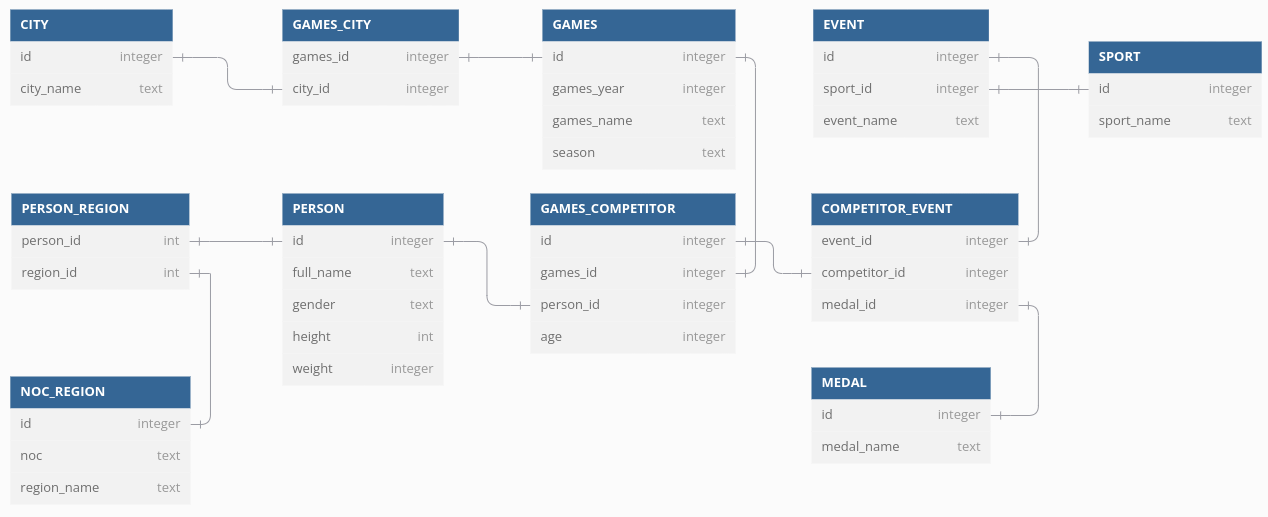 CITY
id integer
city_name text
GAMES_CITY
games_id integer
city_id integer
GAMES
id integer
games_year integer
games_name text
season text
EVENT
id integer
sport_id integer
event_name text
SPORT
id integer
sport_name text
PERSON_REGION
person_id int
region_id int
PERSON
id integer
full_name text
gender text
height int
weight integer
GAMES_COMPETITOR
id integer
games_id integer
person_id integer
age integer
COMPETITOR_EVENT
event_id integer
competitor_id integer
medal_id integer
NOC_REGION
id integer
noc text
region_name text
MEDAL
id integer
medal_name text